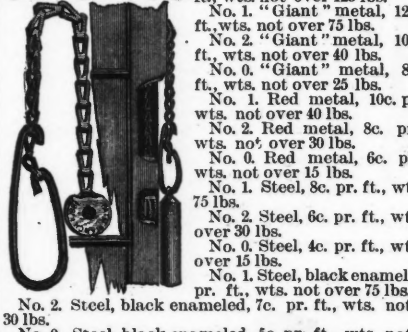 No. 1. "Giant" metal, 12
ft., wts. not over 75 lbs.
No. 2. "Giant" metal, 10
ft., wts. not over 40 lbs.
No. 0. "Giant" metal, 8
ft., wts. not over 25 lbs.
No. 1. Red metal, 10c. p
wts. not over 40 lbs.
No. 2. Red metal, 8c. p
wts. not over 30 lbs.
No. 0. Red metal, 6c. p
wts. not over 15 lbs.
No. 1. Steel, 8c. pr. ft., wt
75 lbs.
No. 2. Steel, 6c. pr. ft., wt
over 30 lbs.
No. 0. Steel, 4c. pr. ft., wt
over 15 lbs.
No. 1. Steel, black enamel
pr. ft., wts. not over 75 lbs
No. 2. Steel, black enameled, 7c. pr. ft., wts. not
30 lbs.